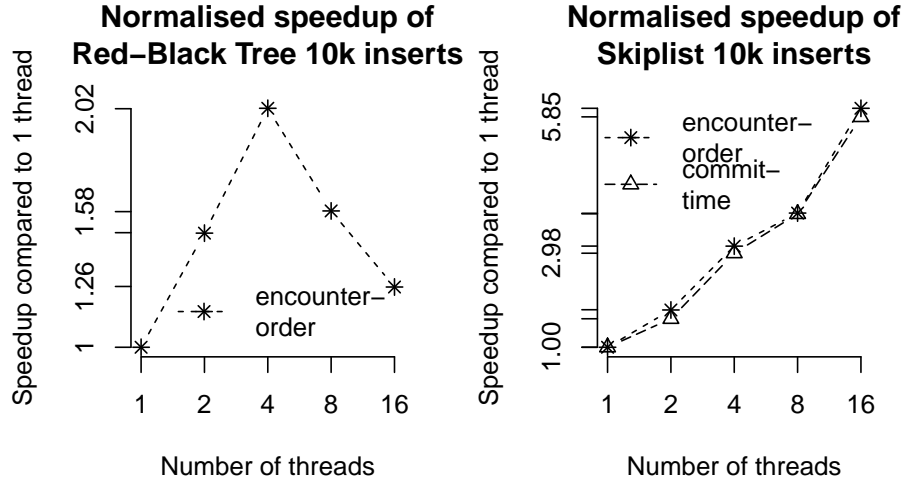 Normalised speedup of
Red−Black Tree 10k inserts
Speedup compared to 1 thread
2.02
1.58
1.26
1
encounter−
order
1
2
4
8
16
Number of threads
Normalised speedup of
Skiplist 10k inserts
Speedup compared to 1 thread
5.85
2.98
1.00
encounter−
order
commit−
time
1
2
4
8
16
Number of threads